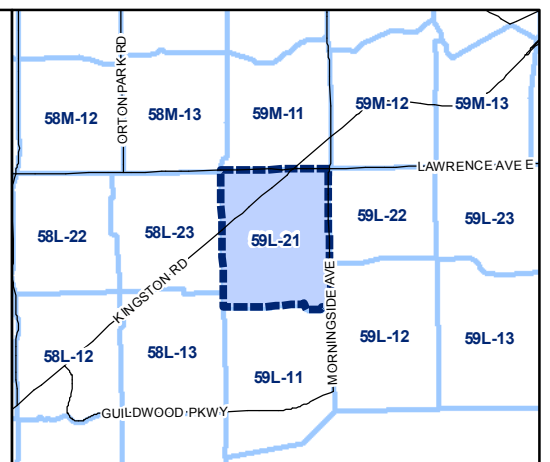 ORTON PARK RD
58M-12
58M-13
59M-11
59M-12
59M-13
LAWRENCE AVE E
58L-22
58L-23
59L-21
59L-22
59L-23
KINGSTON RD
MORNINGSIDE AVE
58L-12
58L-13
59L-11
59L-12
59L-13
GUILDWOOD PKWY